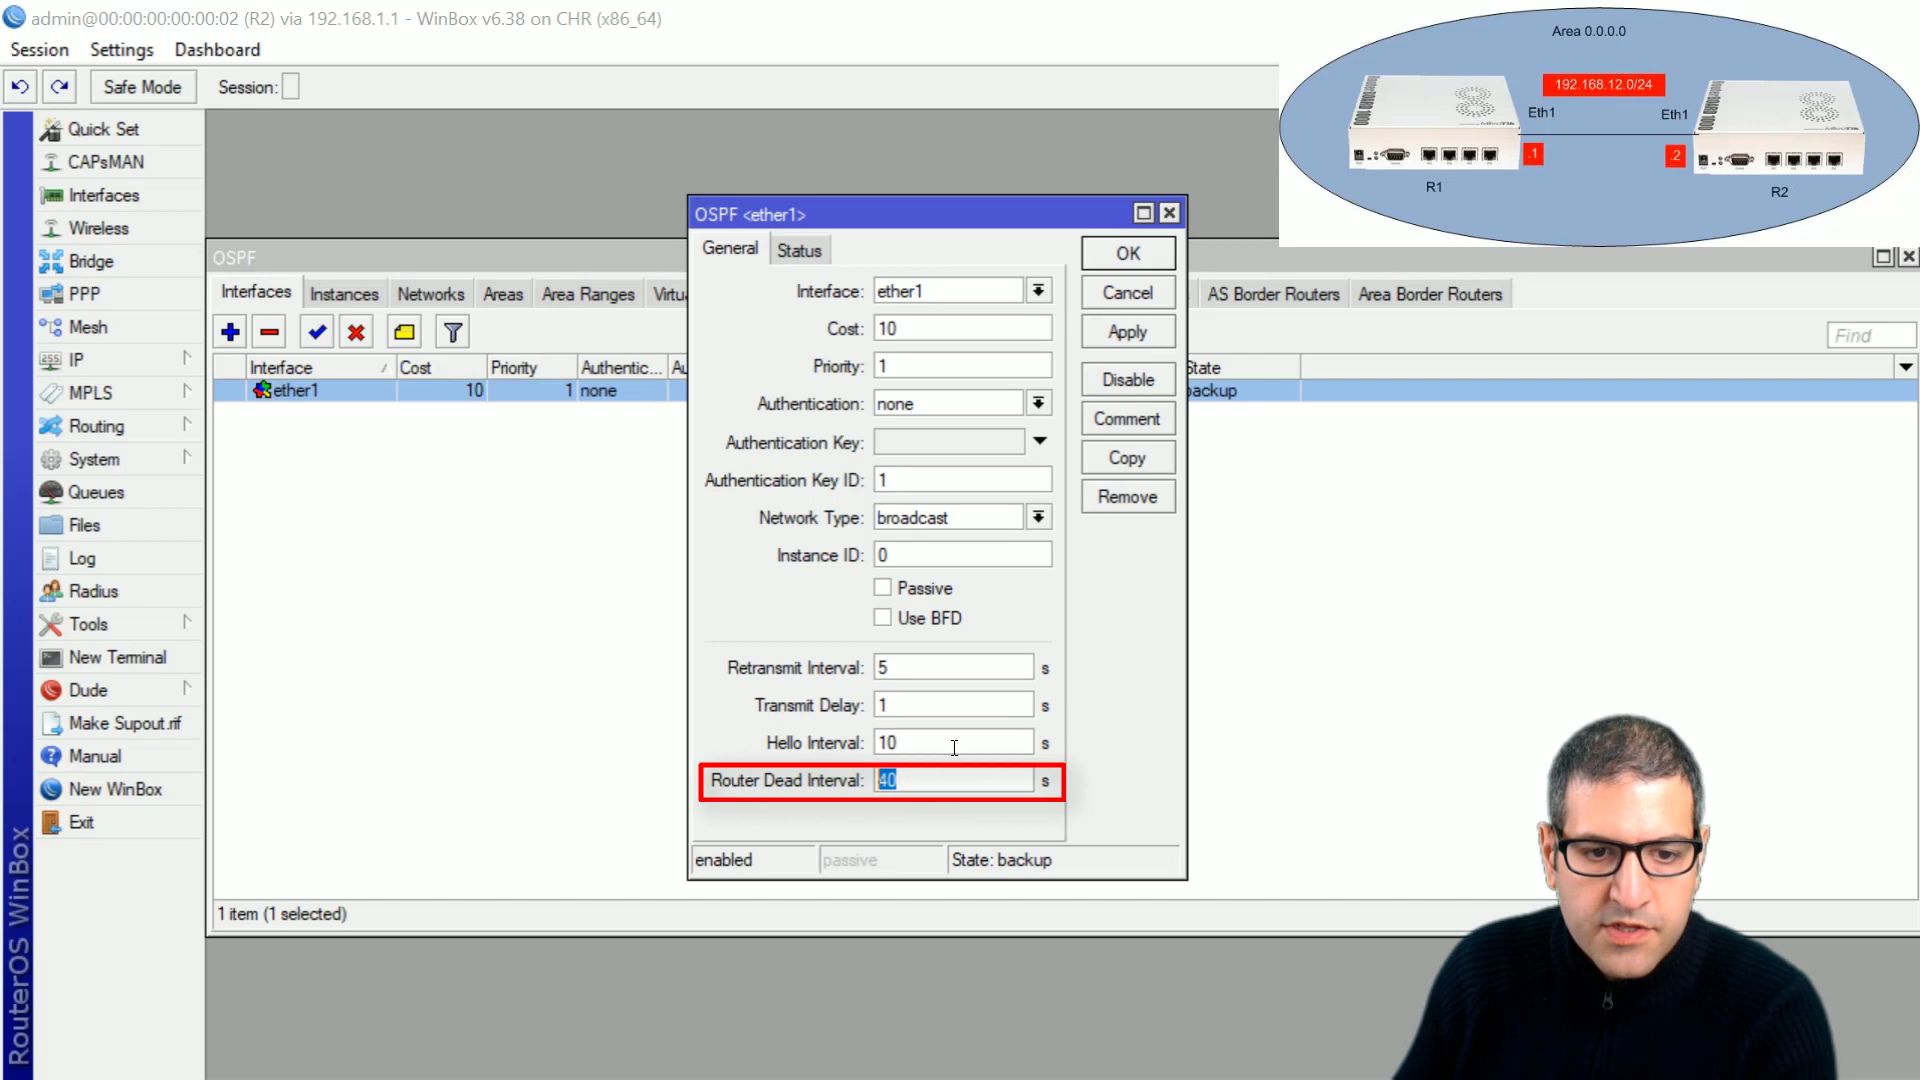 admin@00:00:00:00:00:02 (R2) via 192.168.1.1 - WinBox v6.38 on CHR (x86_64)
Session Settings Dashboard
Safe Mode Session:
Quick Set
CAPsMAN
Interfaces
Wireless
Bridge
PPP
Mesh
IP
MPLS
Routing
System
Queues
Files
Log
Radius
Tools
New Terminal
Dude
Make Supout.rif
Manual
New WinBox
Exit
RouterOS WinBox
OSPF
Interfaces Instances Networks Areas Area Ranges Virtu AS Border Routers Area Border Routers
Find
Interface Cost Priority Authentic... Au State
ether1 10 1 none backup
1 item (1 selected)
OSPF <ether1>
General Status
Interface: ether1
Cost: 10
Priority: 1
Authentication: none
Authentication Key:
Authentication Key ID: 1
Network Type: broadcast
Instance ID: 0
Passive
Use BFD
Retransmit Interval: 5 s
Transmit Delay: 1 s
Hello Interval: 10 s
Router Dead Interval: 40 s
enabled passive State: backup
OK
Cancel
Apply
Disable
Comment
Copy
Remove
Area 0.0.0.0
192.168.12.0/24
Eth1 Eth1
.1 .2
R1 R2